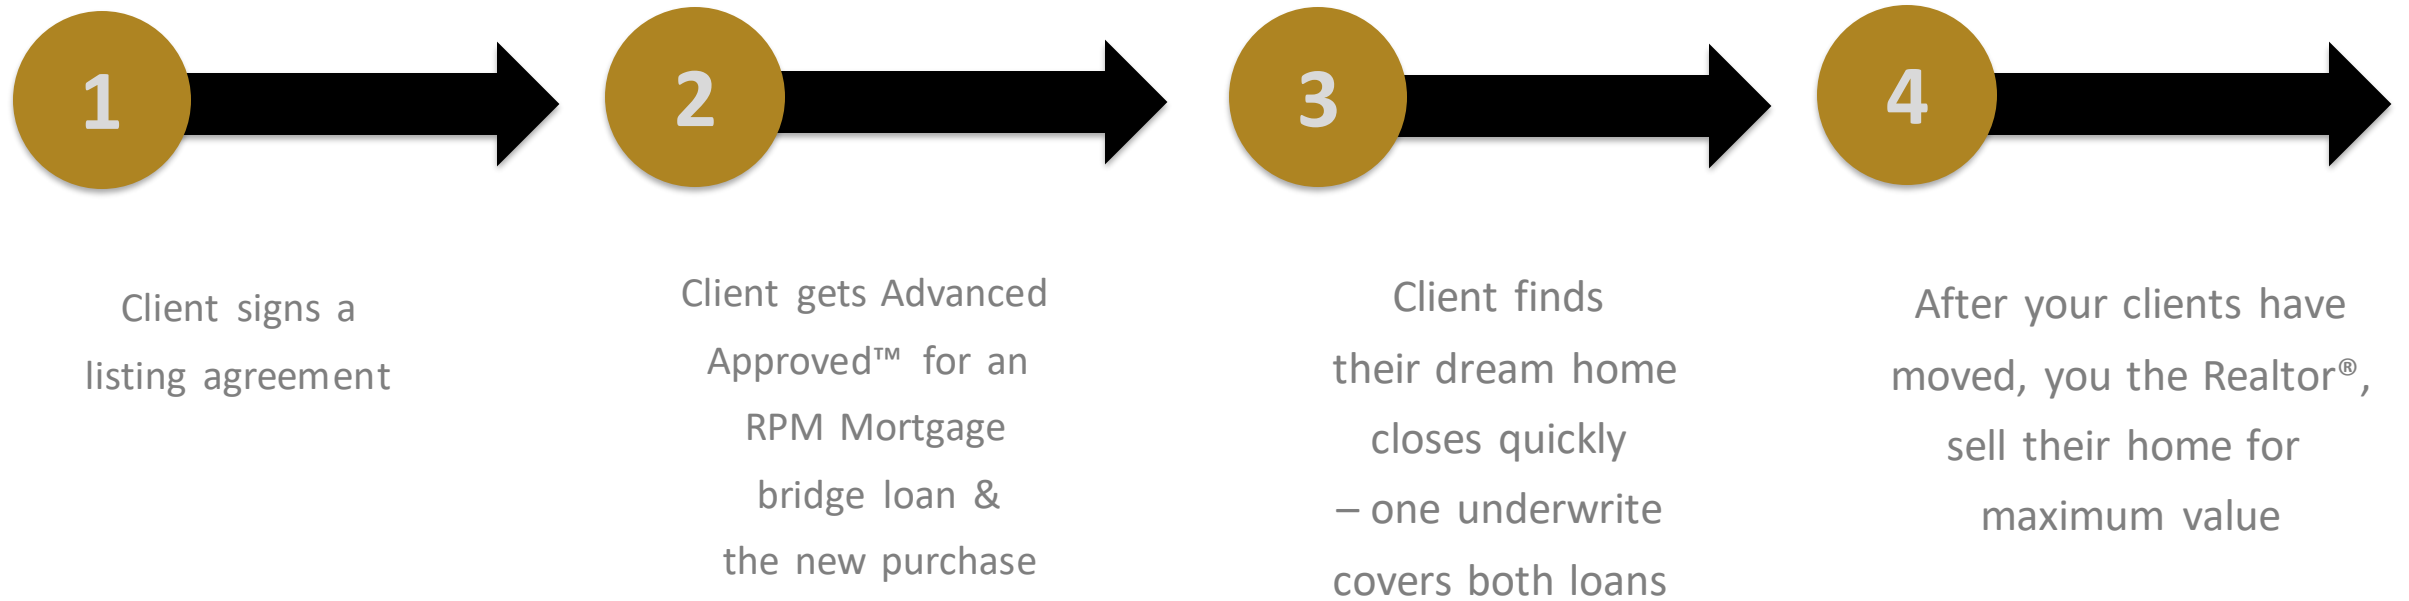 1
Client signs a
listing agreement
2
Client gets Advanced
Approved™ for an
RPM Mortgage
bridge loan &
the new purchase
3
Client finds
their dream home
closes quickly
– one underwrite
covers both loans
4
After your clients have
moved, you the Realtor®,
sell their home for
maximum value